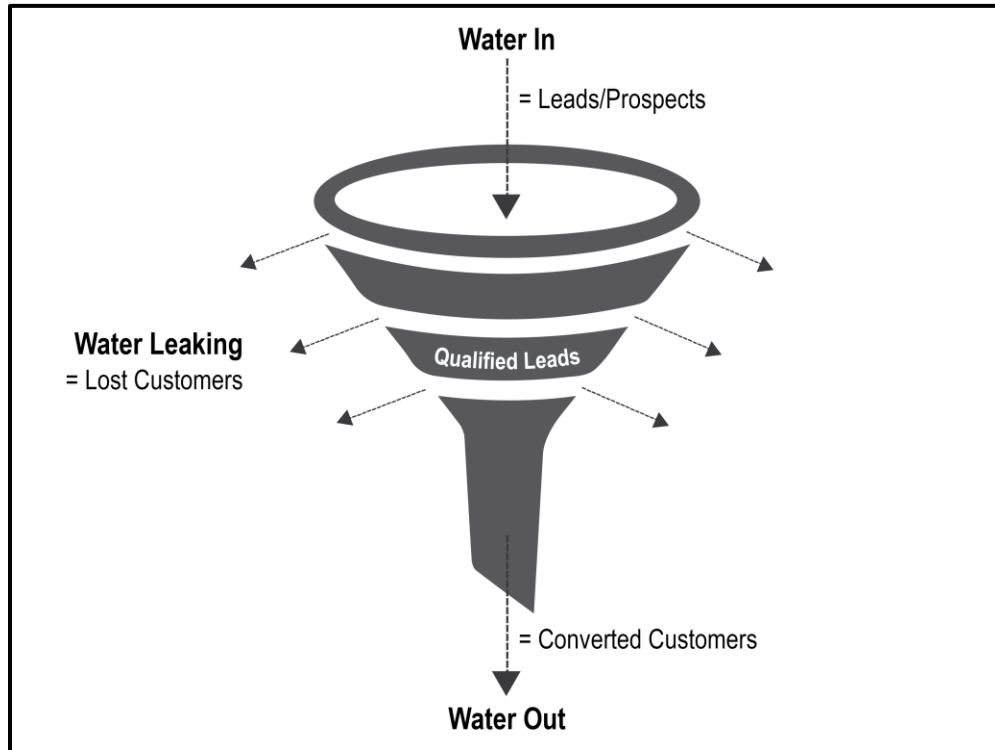 Water In
= Leads/Prospects
Water Leaking
= Lost Customers
Qualified Leads
= Converted Customers
Water Out